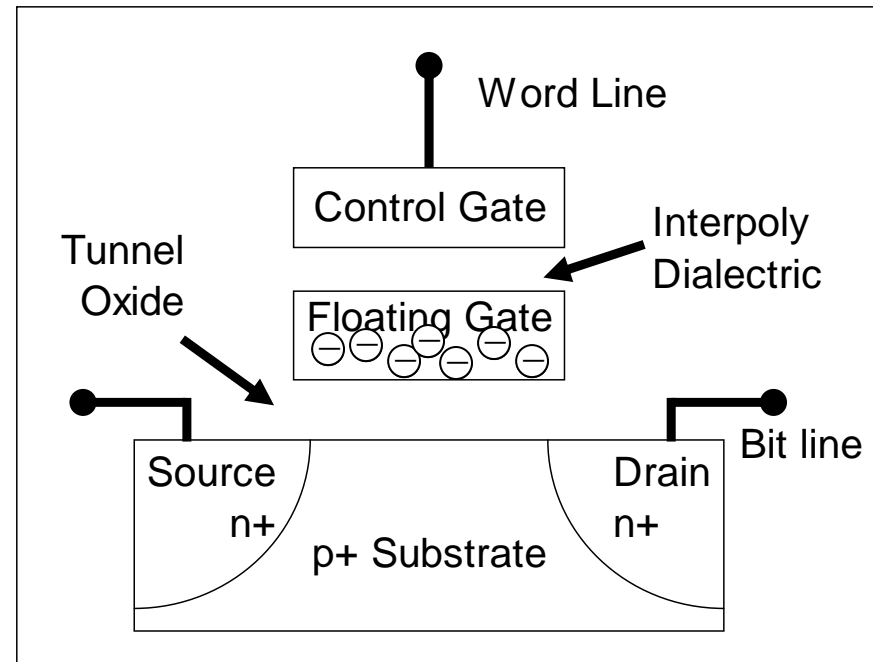 Word Line
Control Gate
Interpoly
Dialectric
Tunnel
Oxide
Floating Gate
Bit line
Source
n+
Drain
n+
p+ Substrate